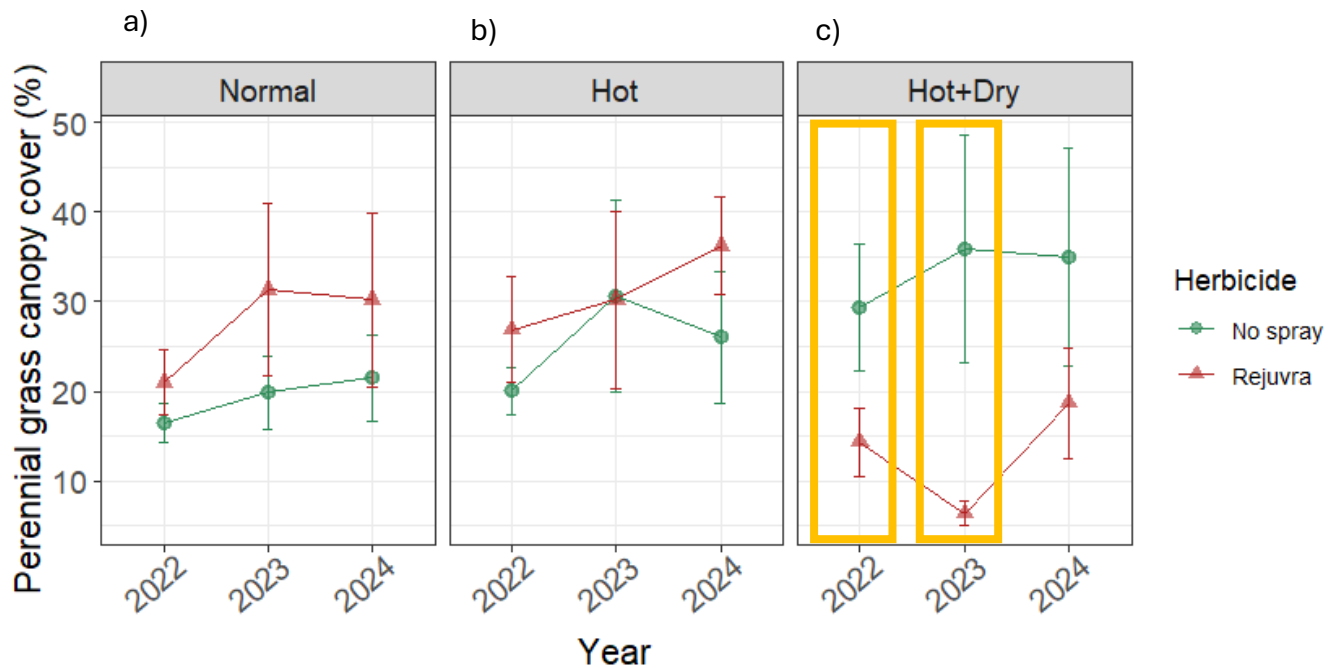 a)
b)
c)
Normal
Hot
Hot+Dry
Perennial grass canopy cover (%)
50
40
30
20
10
2022
2023
2024
2022
2023
2024
2022
2023
2024
Year
Herbicide
No spray
Rejuvra